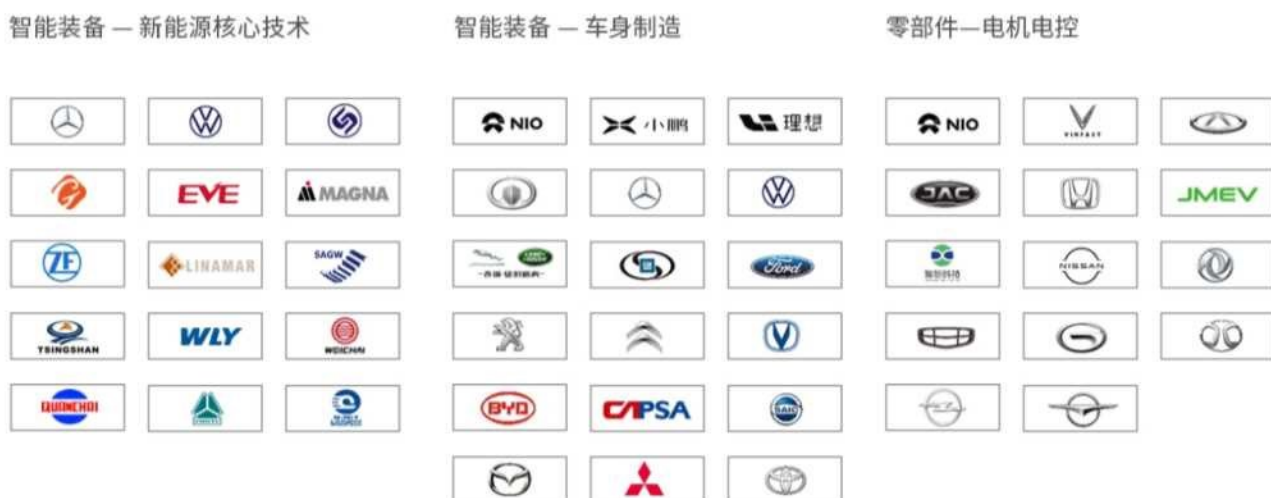 智能装备 — 新能源核心技术
智能装备 — 车身制造
零部件—电机电控
NIO
小鹏
理想
NIO
VINFAST
EVE
MAGNA
JAC
JMEV
ZF
LINAMAR
SAGW
Ford
NISSAN
TSINGSHAN
WLY
WEICHAI
QUANCHAI
BYD
CAPSA
SAIC